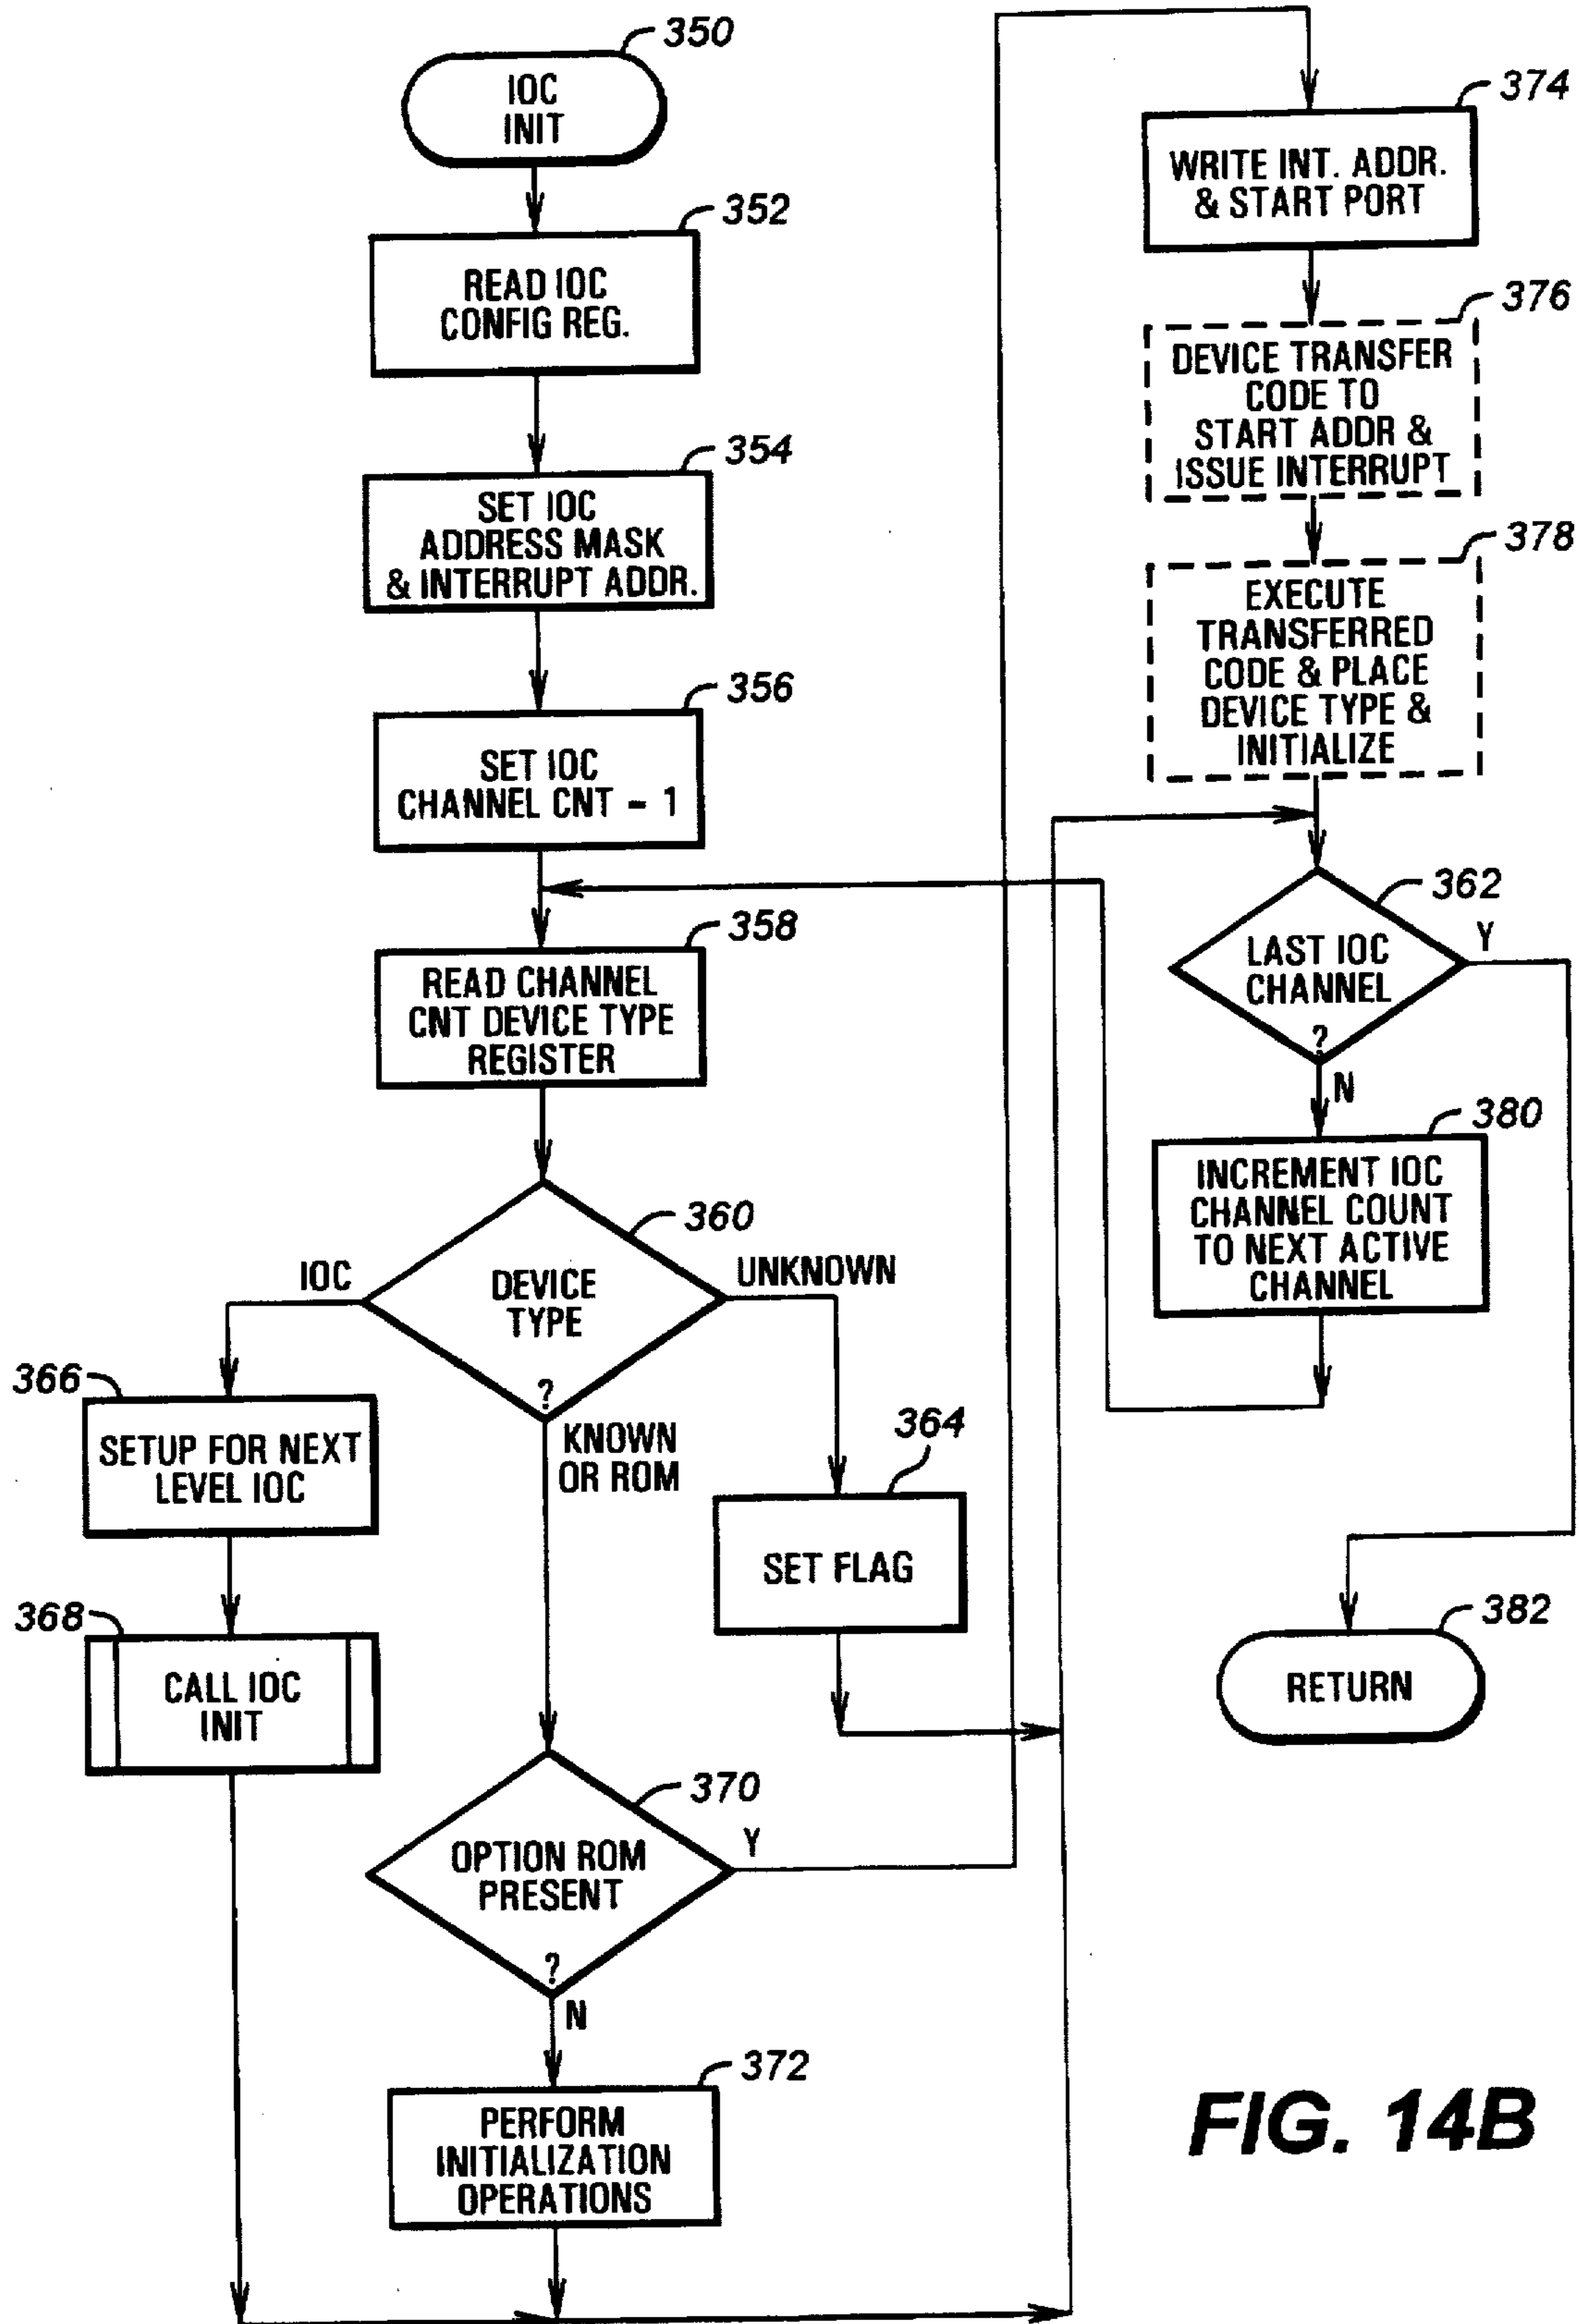 350
IOC
INIT
352
READ IOC
CONFIG REG.
354
SET IOC
ADDRESS MASK
& INTERRUPT ADDR.
356
SET IOC
CHANNEL CNT - 1
358
READ CHANNEL
CNT DEVICE TYPE
REGISTER
360
IOC
DEVICE
TYPE
?
UNKNOWN
KNOWN
OR ROM
366
SETUP FOR NEXT
LEVEL IOC
368
CALL IOC
INIT
364
SET FLAG
370
OPTION ROM
PRESENT
?
Y
N
372
PERFORM
INITIALIZATION
OPERATIONS
374
WRITE INT. ADDR.
& START PORT
376
DEVICE TRANSFER
CODE TO
START ADDR &
ISSUE INTERRUPT
378
EXECUTE
TRANSFERRED
CODE & PLACE
DEVICE TYPE &
INITIALIZE
362
LAST IOC
CHANNEL
?
Y
N
380
INCREMENT IOC
CHANNEL COUNT
TO NEXT ACTIVE
CHANNEL
382
RETURN
FIG. 14B